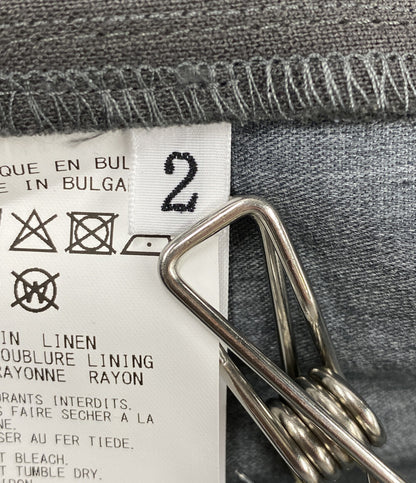 QUE EN BUL
IN BULGA
2
W
IN LINEN
OUBLURE LINING
RAYONNE RAYON
RANTS INTERDITS.
FAIRE SECHER A LA
NE.
SER AU FER TIEDE.
T BLEACH.
T TUMBLE DRY.